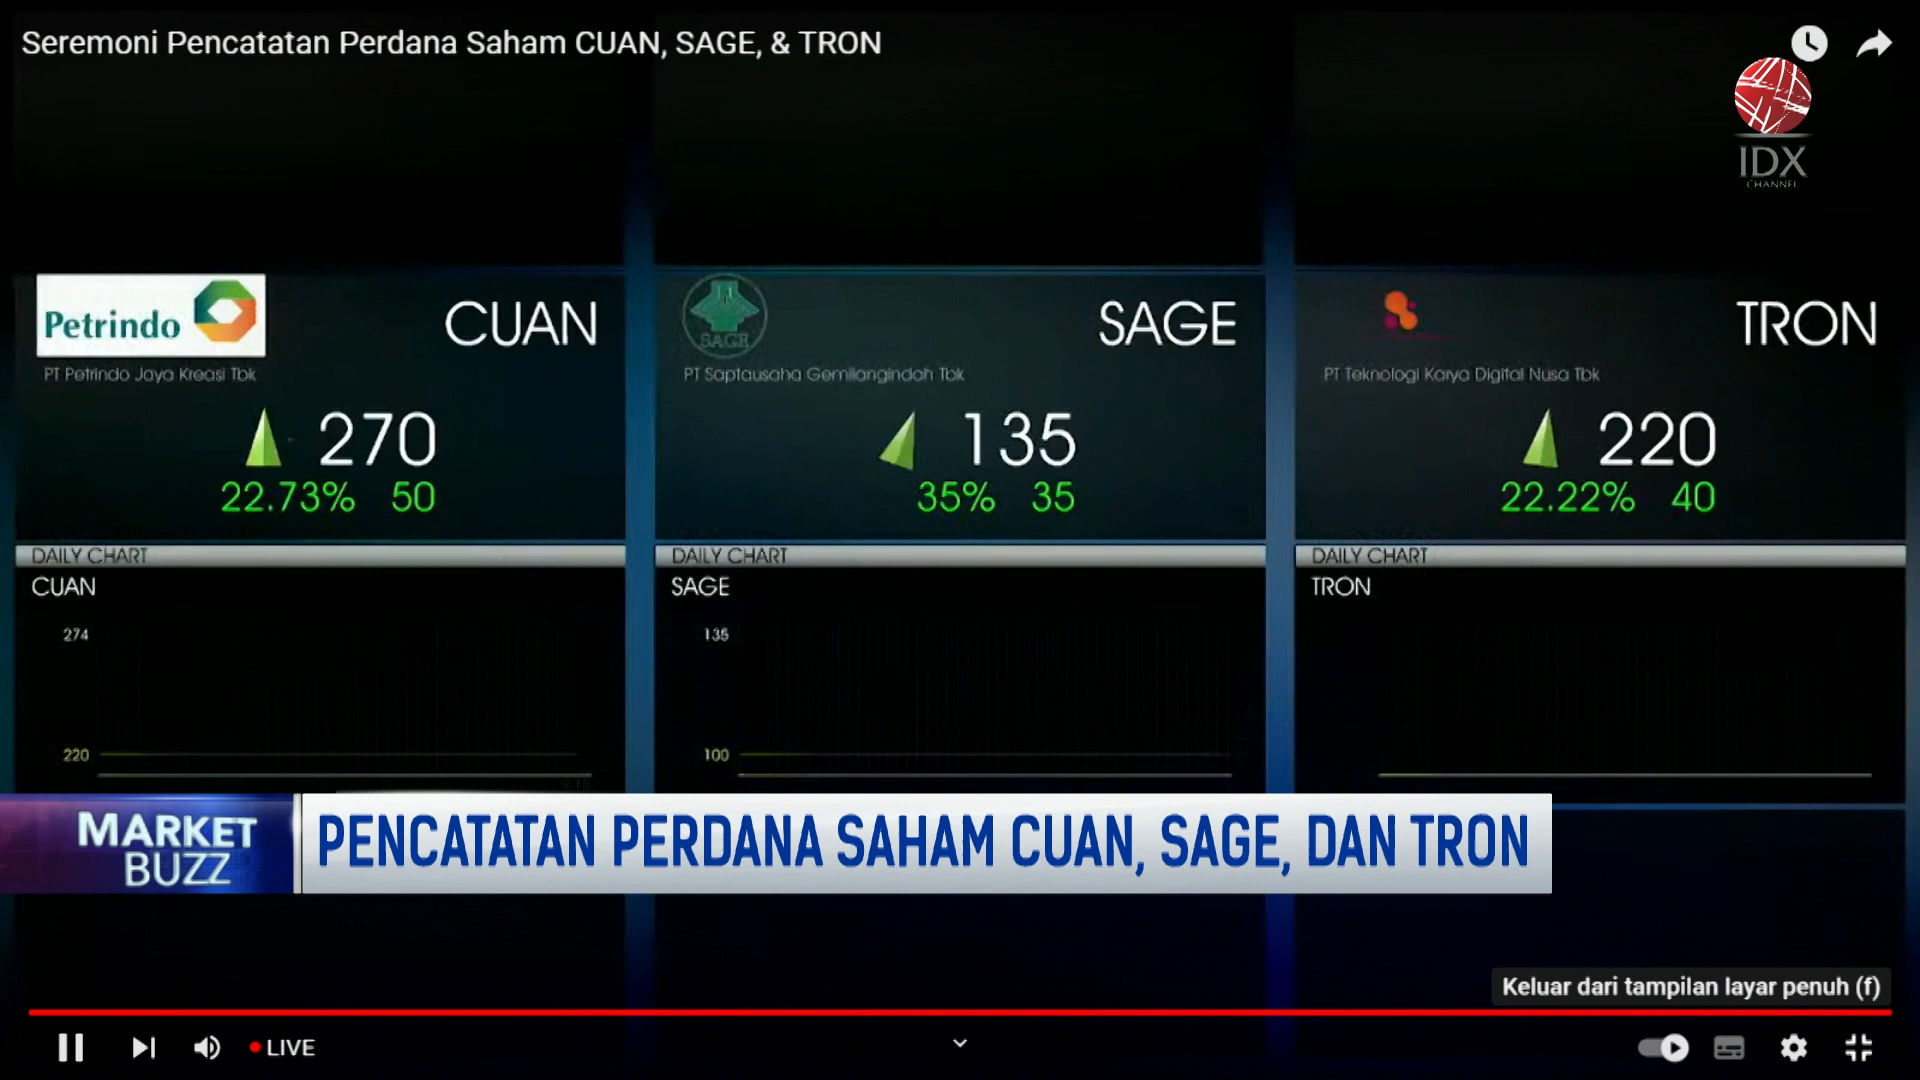 Seremoni Pencatatan Perdana Saham CUAN, SAGE, & TRON
IDX
CHANNEL
Petrindo
CUAN
PT Petrindo Jaya Kreasi Tbk
270
22.73% 50
SAGE
SAGE
PT Saptausaha Gemilangindah Tbk
135
35% 35
TRON
PT Teknologi Karya Digital Nusa Tbk
220
22.22% 40
DAILY CHART
CUAN
274
220
DAILY CHART
SAGE
135
100
DAILY CHART
TRON
MARKET
BUZZ
PENCATATAN PERDANA SAHAM CUAN, SAGE, DAN TRON
Keluar dari tampilan layar penuh (f)
LIVE